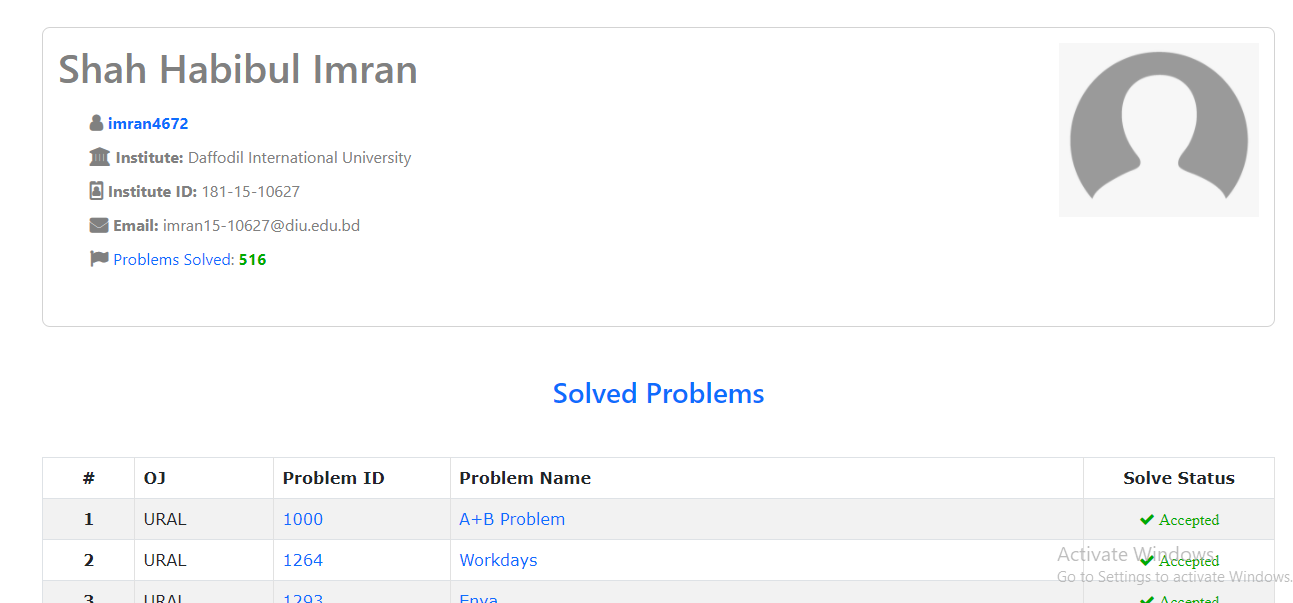 Shah Habibul Imran
imran4672
Institute: Daffodil International University
Institute ID: 181-15-10627
Email: imran15-10627@diu.edu.bd
Problems Solved: 516
Solved Problems
# OJ Problem ID Problem Name Solve Status
1 URAL 1000 A+B Problem Accepted
2 URAL 1264 Workdays Accepted
3 URAL 1293 Eniya Accepted
Activate Windows
Go to Settings to activate Windows.